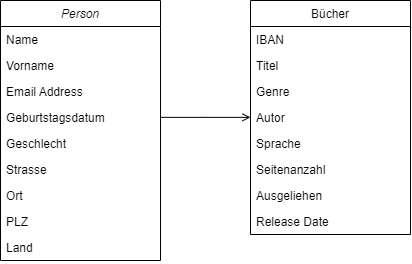 Person
Name
Vorname
Email Address
Geburtstagsdatum
Geschlecht
Strasse
Ort
PLZ
Land
Bücher
IBAN
Titel
Genre
Autor
Sprache
Seitenanzahl
Ausgeliehen
Release Date